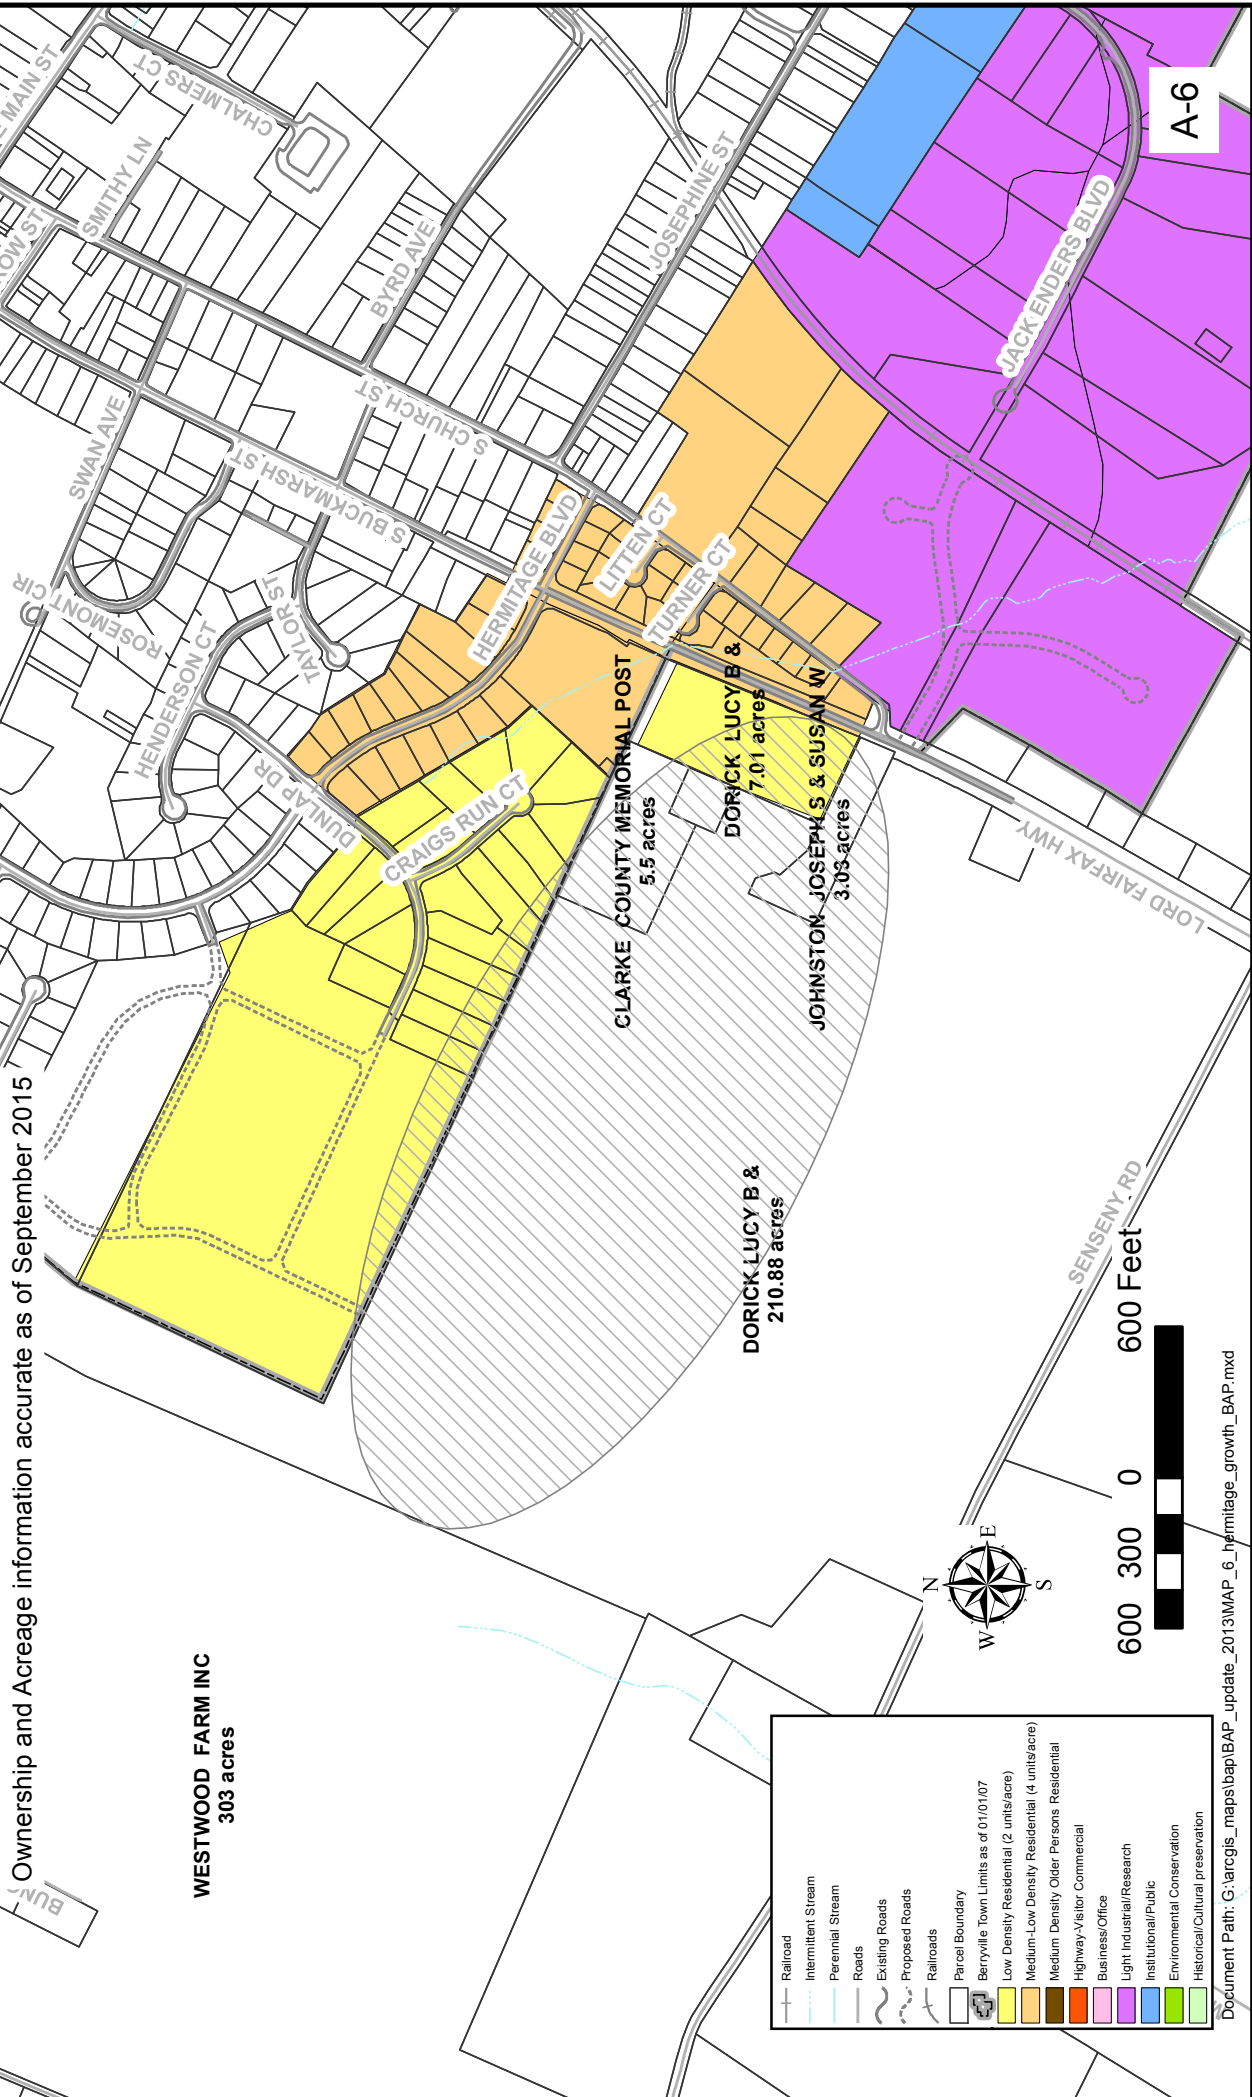 Ownership and Acreage information accurate as of September 2015
MAIN ST
CHALMERS CT
SMITHY LN
BYRD AVE
JOSEPHINE ST
S CHURCH ST
SWAN AVE
S BUCKMARSH ST
ROSEMONT CIR
TAYLOR ST
HENDERSON CT
DUNLAP DR
HERMITAGE BLVD
LITTEN CT
TURNER CT
CRAIGS RUN CT
JACK ENDERS BLVD
LORD FAIRFAX HWY
SENSENY RD
A-6
WESTWOOD FARM INC
303 acres
CLARKE COUNTY MEMORIAL POST
5.5 acres
DORICK LUCY B &
7.01 acres
JOHNSTON JOSEPH S & SUSAN W
3.03 acres
DORICK LUCY B &
210.88 acres
N
W
E
S
600 300 0 600 Feet
Railroad
Intermittent Stream
Perennial Stream
Roads
Existing Roads
Proposed Roads
Railroads
Parcel Boundary
Berryville Town Limits as of 01/01/07
Low Density Residential (2 units/acre)
Medium-Low Density Residential (4 units/acre)
Medium Density Older Persons Residential
Highway-Visitor Commercial
Business/Office
Light Industrial/Research
Institutional/Public
Environmental Conservation
Historical/Cultural preservation
Document Path: G:\arcgis_maps\bap\BAP_update_2013\MAP_6_hermitage_growth_BAP.mxd